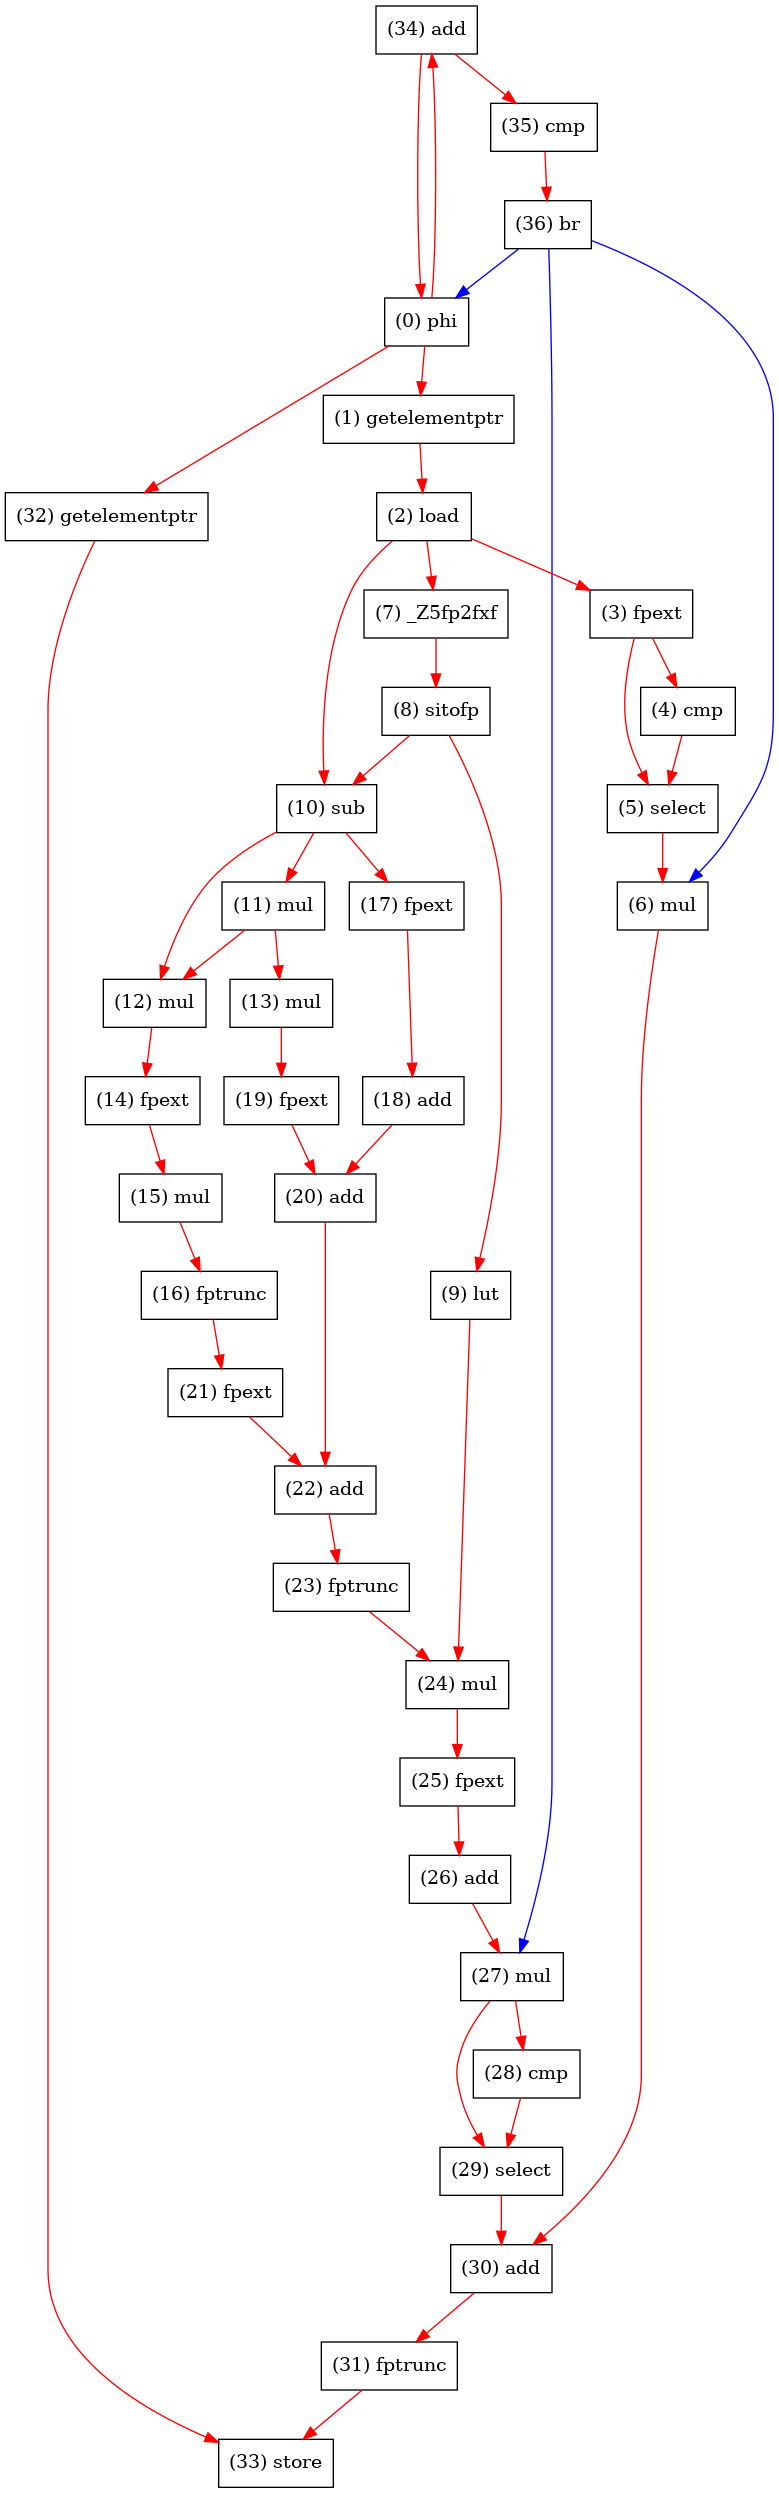 (34) add
(35) cmp
(36) br
(0) phi
(1) getelementptr
(32) getelementptr
(2) load
(7) _Z5fp2fxf
(3) fpext
(8) sitofp
(4) cmp
(10) sub
(5) select
(11) mul
(17) fpext
(6) mul
(12) mul
(13) mul
(14) fpext
(19) fpext
(18) add
(15) mul
(20) add
(16) fptrunc
(9) lut
(21) fpext
(22) add
(23) fptrunc
(24) mul
(25) fpext
(26) add
(27) mul
(28) cmp
(29) select
(30) add
(31) fptrunc
(33) store